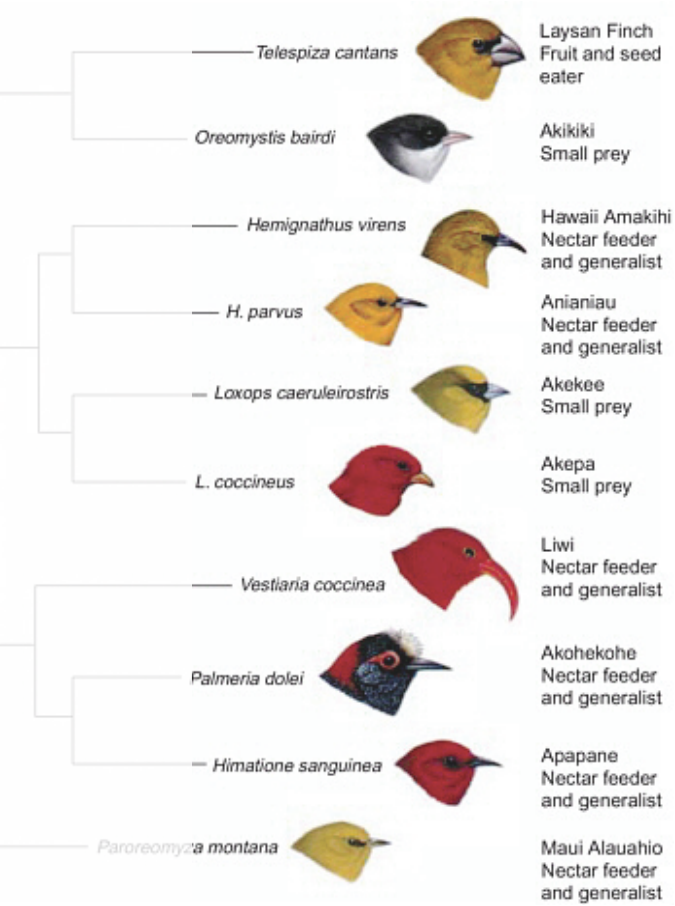 Telespiza cantans
Laysan Finch
Fruit and seed
eater
Oreomystis bairdi
Akikiki
Small prey
Hemignathus virens
Hawaii Amakihi
Nectar feeder
and generalist
H. parvus
Anianiau
Nectar feeder
and generalist
Loxops caeruleirostris
Akekee
Small prey
L. coccineus
Akepa
Small prey
Vestiaria coccinea
Liwi
Nectar feeder
and generalist
Palmeria dolei
Akohekohe
Nectar feeder
and generalist
Himatione sanguinea
Apapane
Nectar feeder
and generalist
Paroreomyza montana
Maui Alauahio
Nectar feeder
and generalist